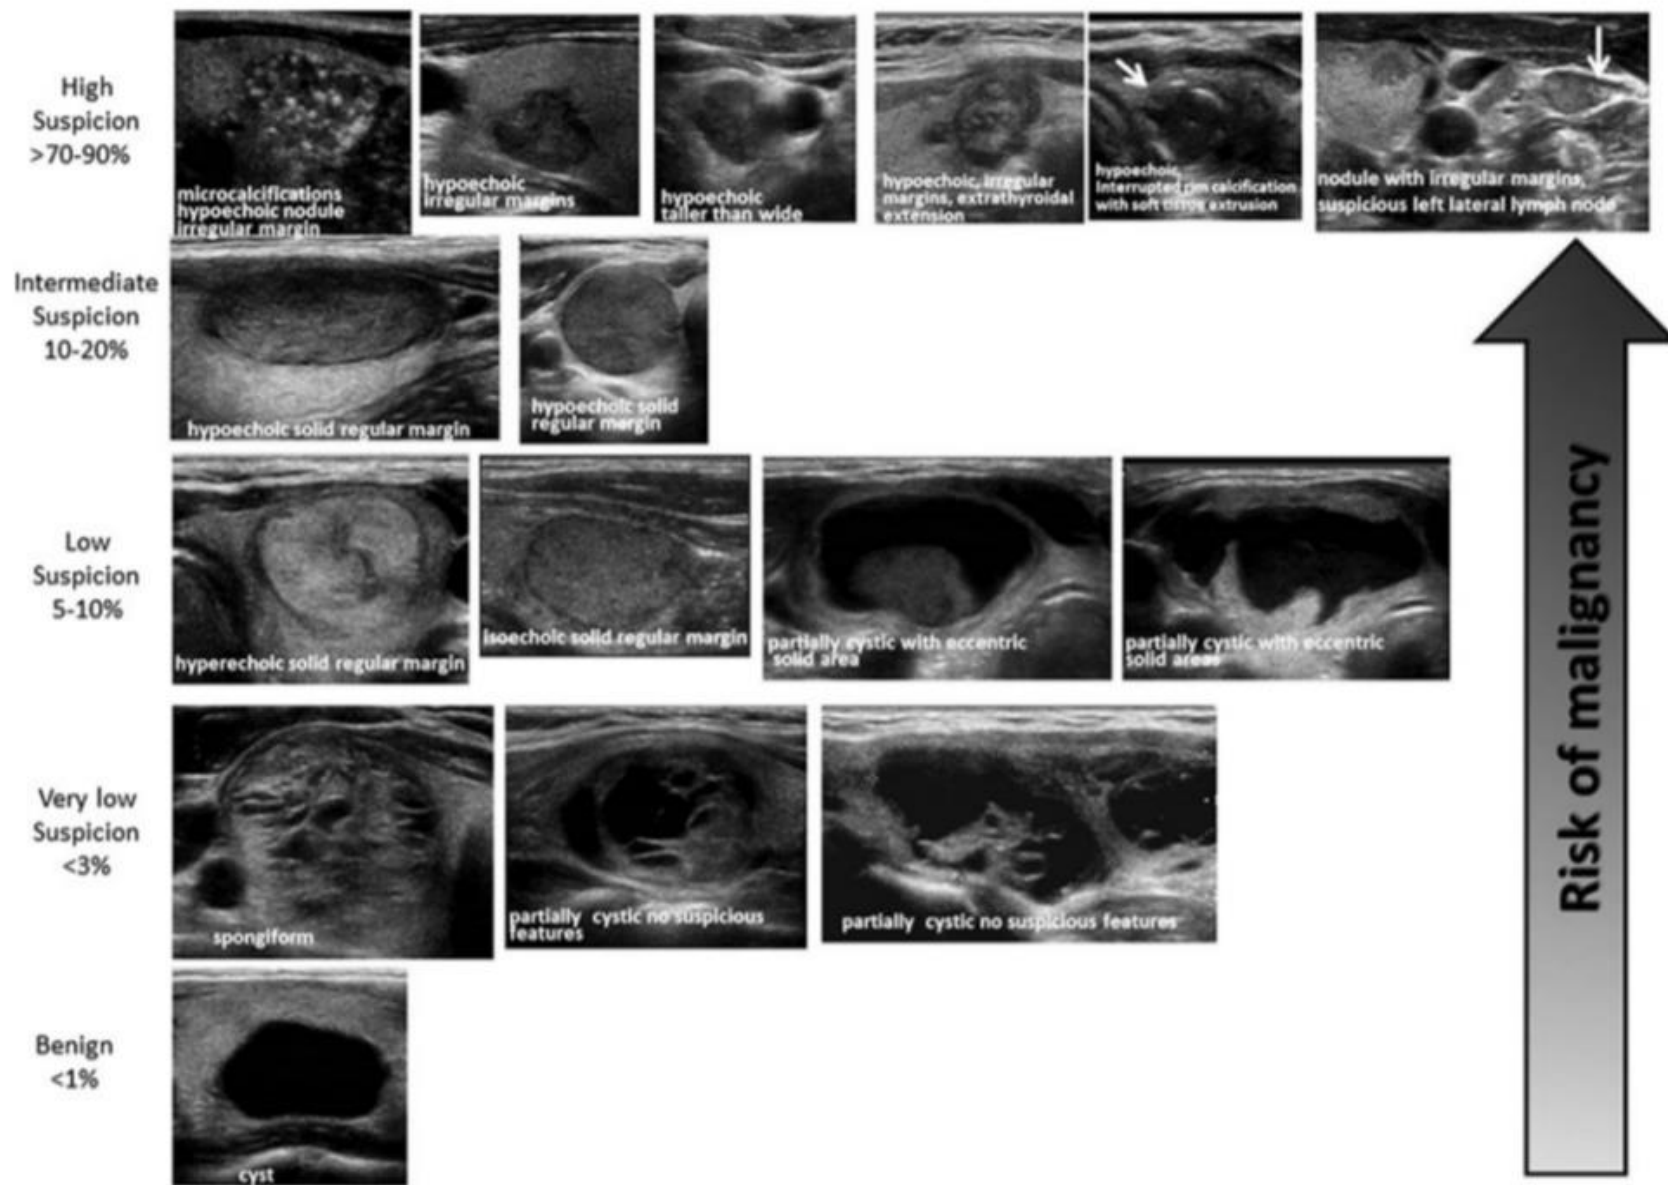 High
Suspicion
>70-90%
microcalcifications
hypoechoic nodule
irregular margin
hypoechoic
irregular margins
hypoechoic
taller than wide
hypoechoic, irregular
margins, extrathyroidal
extension
hypoechoic,
Interrupted rim calcification
with soft tissue extrusion
nodule with irregular margins,
suspicious left lateral lymph node
Intermediate
Suspicion
10-20%
hypoechoic solid regular margin
hypoechoic solid
regular margin
Low
Suspicion
5-10%
hyperechoic solid regular margin
isoechoic solid regular margin
partially cystic with eccentric
solid area
partially cystic with eccentric
solid areas
Very low
Suspicion
<3%
spongiform
partially cystic no suspicious
features
partially cystic no suspicious features
Benign
<1%
cyst
Risk of malignancy